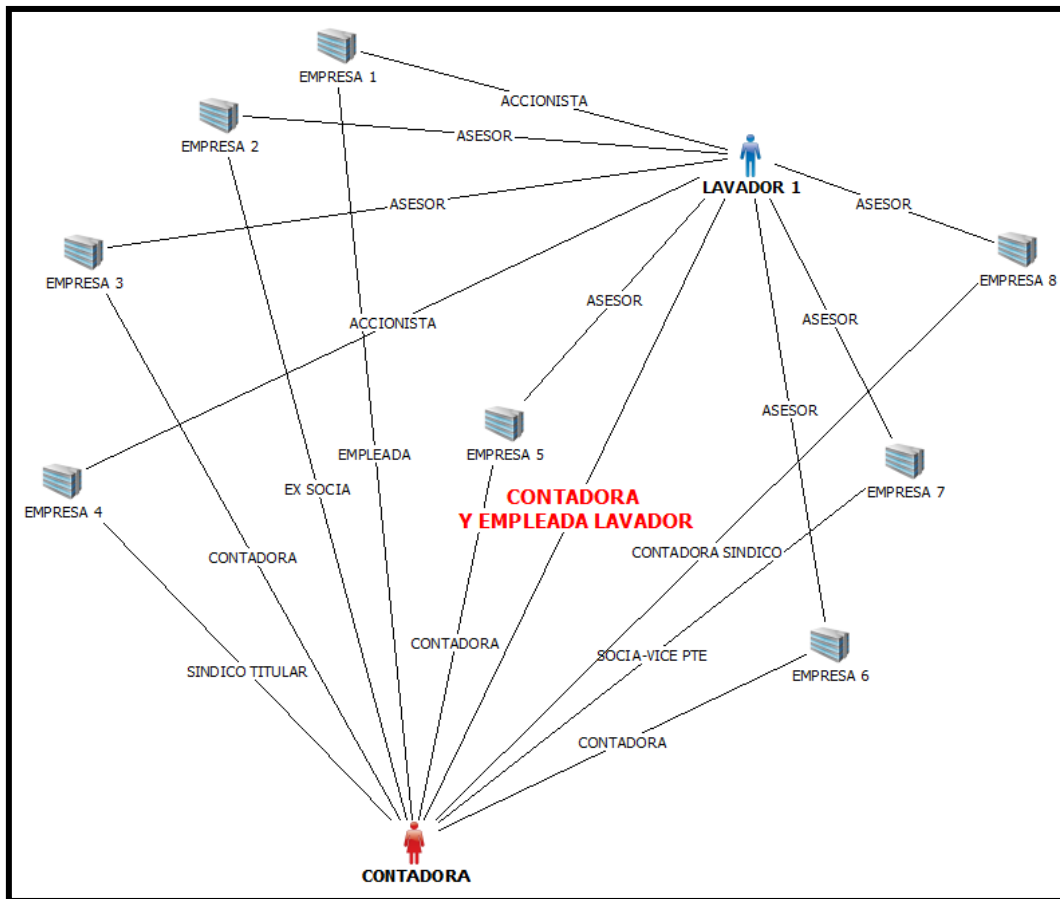 EMPRESA 1
ACCIONISTA
EMPRESA 2
ASESOR
LAVADOR 1
ASESOR
ASESOR
EMPRESA 3
EMPRESA 8
ASESOR
ACCIONISTA
ASESOR
ASESOR
EMPLEADA
EMPRESA 5
EX SOCIA
EMPRESA 7
CONTADORA
Y EMPLEADA LAVADOR
EMPRESA 4
CONTADORA
CONTADORA SINDICO
CONTADORA
SOCIA-VICE PTE
SINDICO TITULAR
EMPRESA 6
CONTADORA
CONTADORA